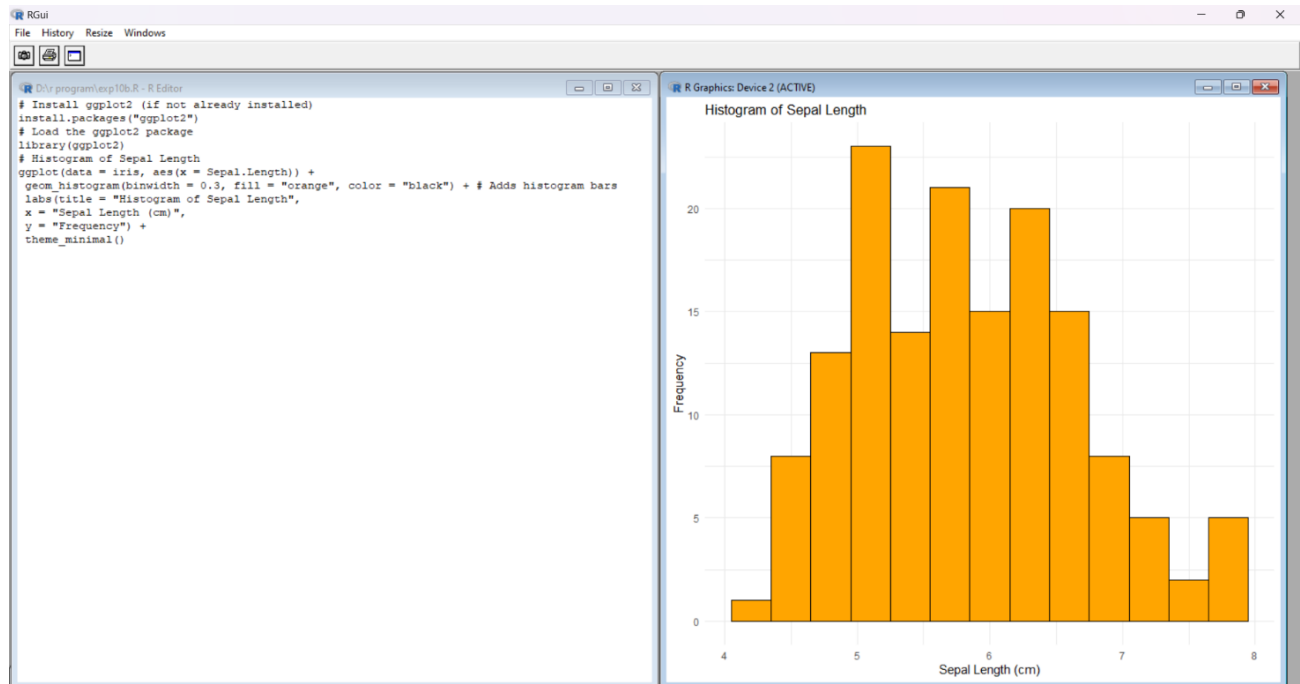 RGui
File History Resize Windows
D:\r program\exp10b.R - R Editor
# Install ggplot2 (if not already installed)
install.packages("ggplot2")
# Load the ggplot2 package
library(ggplot2)
# Histogram of Sepal Length
ggplot(data = iris, aes(x = Sepal.Length)) +
 geom_histogram(binwidth = 0.3, fill = "orange", color = "black") + # Adds histogram bars
 labs(title = "Histogram of Sepal Length",
 x = "Sepal Length (cm)",
 y = "Frequency") +
 theme_minimal()
R Graphics: Device 2 (ACTIVE)
Histogram of Sepal Length
Frequency
20
15
10
5
0
4 5 6 7 8
Sepal Length (cm)